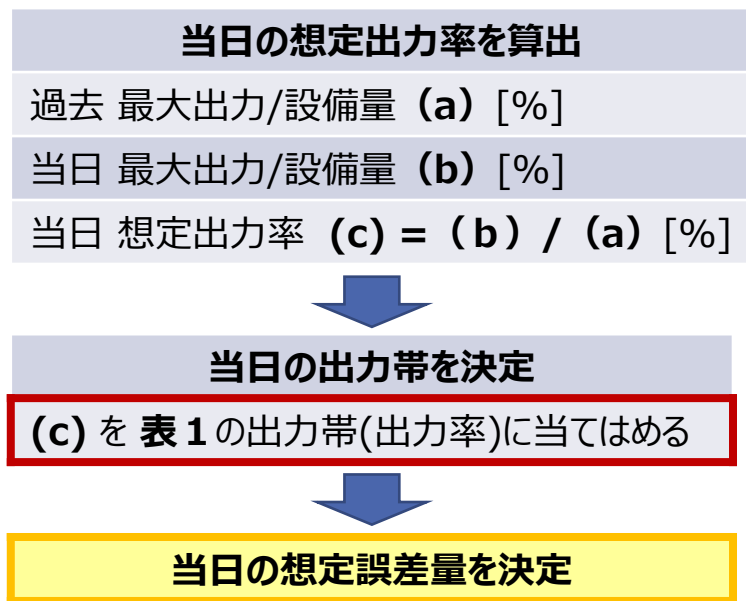 当日の想定出力率を算出
過去 最大出力/設備量（a）[%]
当日 最大出力/設備量（b）[%]
当日 想定出力率 (c) =（ｂ）/（a）[%]
当日の出力帯を決定
(c) を 表１の出力帯(出力率)に当てはめる
当日の想定誤差量を決定